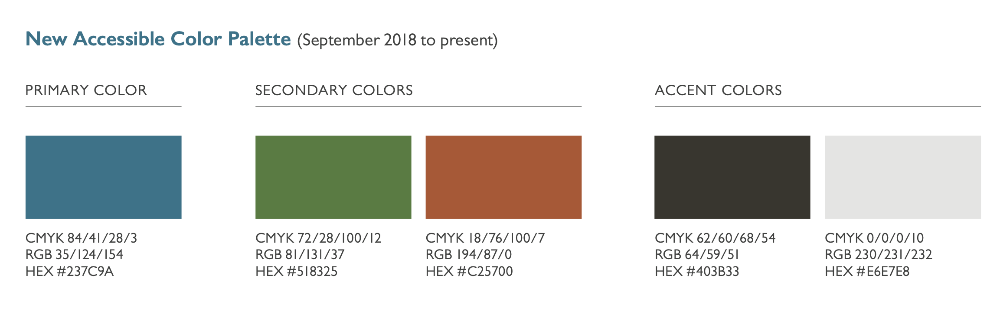 New Accessible Color Palette (September 2018 to present)
PRIMARY COLOR
CMYK 84/41/28/3
RGB 35/124/154
HEX #237C9A
SECONDARY COLORS
CMYK 72/28/100/12
RGB 81/131/37
HEX #518325
CMYK 18/76/100/7
RGB 194/87/0
HEX #C25700
ACCENT COLORS
CMYK 62/60/68/54
RGB 64/59/51
HEX #403B33
CMYK 0/0/0/10
RGB 230/231/232
HEX #E6E7E8